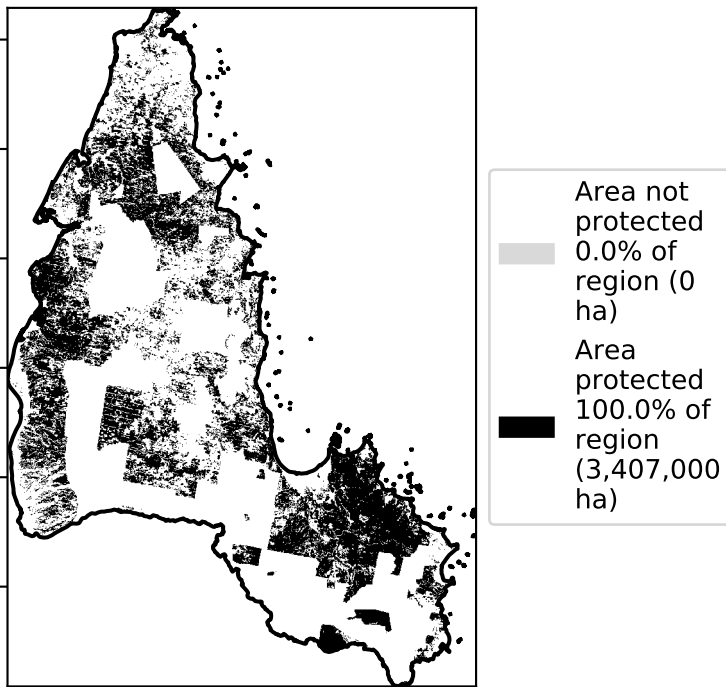 Area not
protected
0.0% of
region (0
ha)
Area
protected
100.0% of
region
(3,407,000
ha)